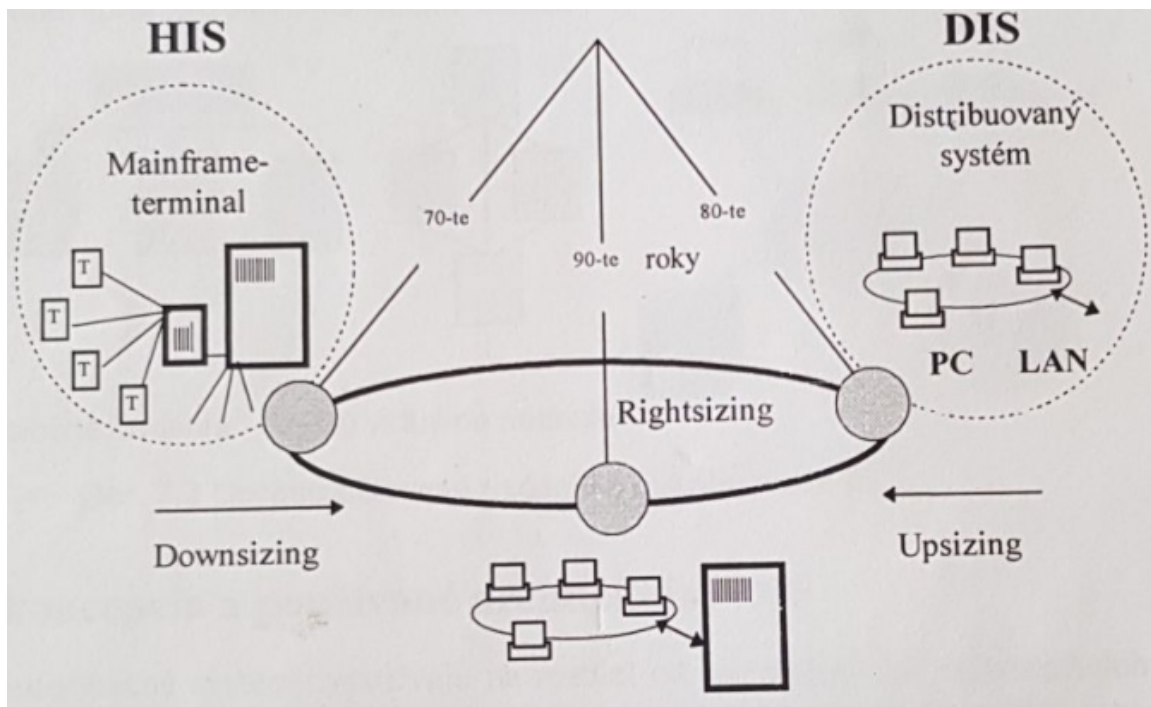 HIS
DIS
Mainframe-
terminal
Distribuovaný
systém
70-te
80-te
90-te roky
T
T
T
T
PC LAN
Rightsizing
Downsizing
Upsizing